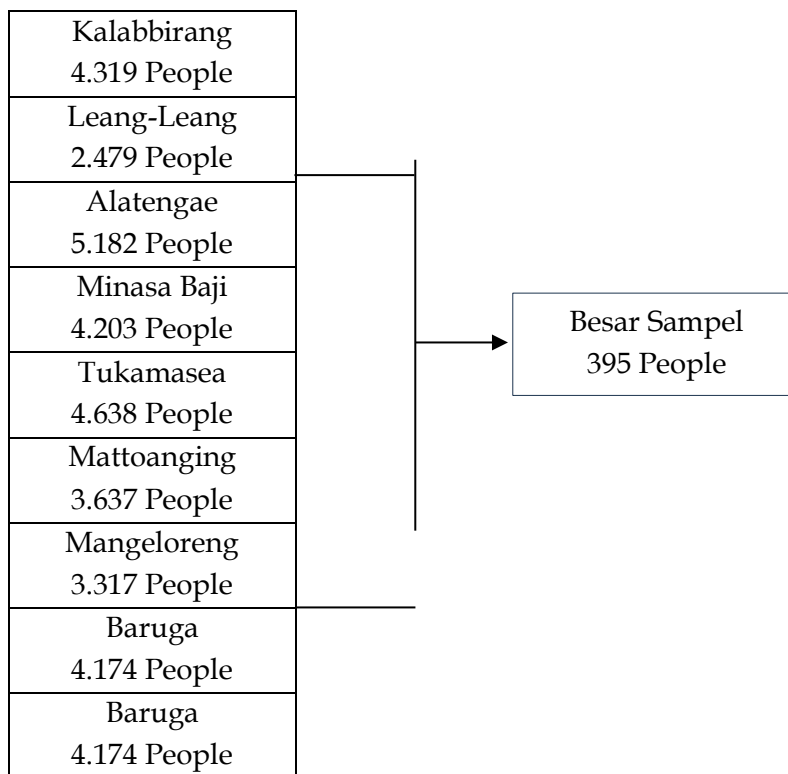 Kalabbirang
4.319 People
Leang-Leang
2.479 People
Alatengae
5.182 People
Minasa Baji
4.203 People
Tukamasea
4.638 People
Mattoanging
3.637 People
Mangeloreng
3.317 People
Baruga
4.174 People
Baruga
4.174 People
Besar Sampel
395 People